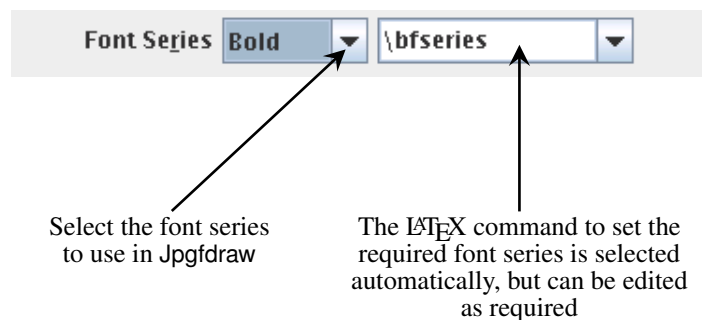 Font Series Bold \bfseries
Select the font series
to use in Jpgfdraw
The LATEX command to set the
required font series is selected
automatically, but can be edited
as required